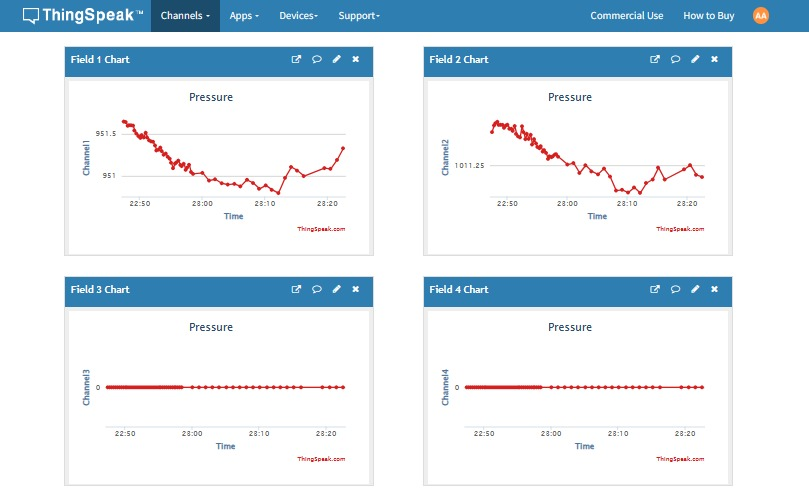 ThingSpeak™ Channels Apps Devices Support Commercial Use How to Buy AA
Field 1 Chart
Pressure
Channel1
951.5
951
22:50 23:00 23:10 23:20
Time
ThingSpeak.com
Field 2 Chart
Pressure
Channel2
1011.25
22:50 23:00 23:10 23:20
Time
ThingSpeak.com
Field 3 Chart
Pressure
Channel3
0
22:50 23:00 23:10 23:20
Time
ThingSpeak.com
Field 4 Chart
Pressure
Channel4
0
22:50 23:00 23:10 23:20
Time
ThingSpeak.com